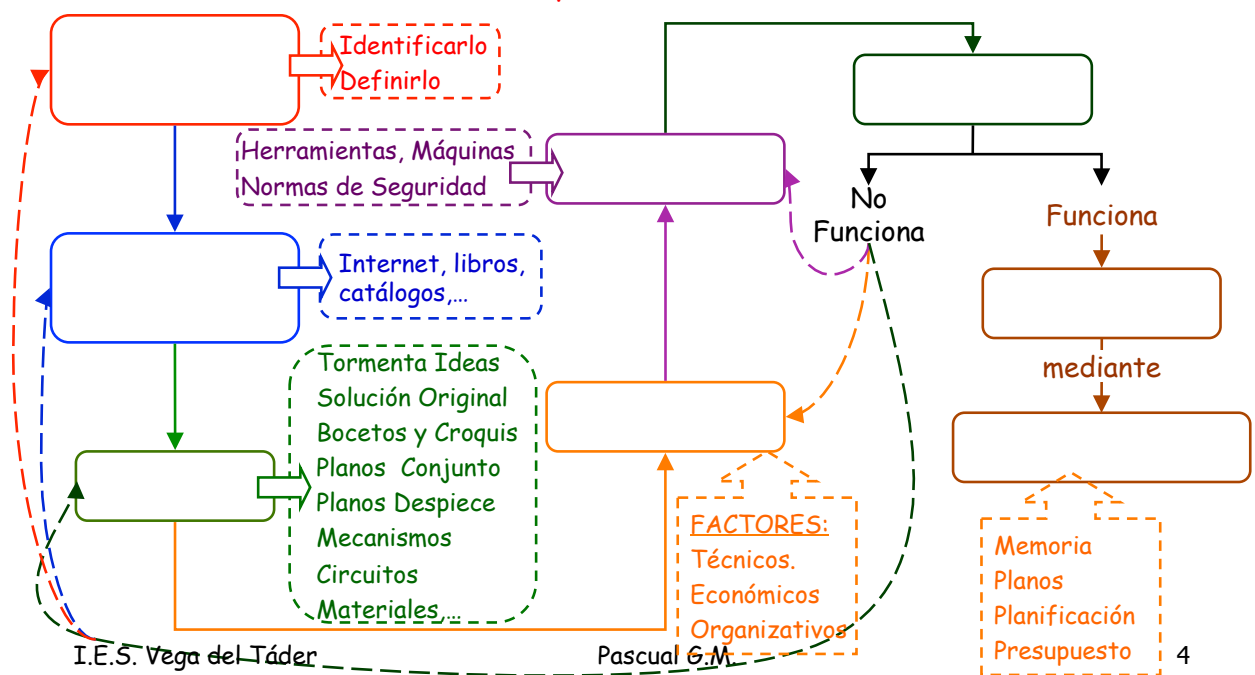 Identificarlo
Definirlo
Herramientas, Máquinas
Normas de Seguridad
No
Funciona
Funciona
Internet, libros,
catálogos,…
mediante
Tormenta Ideas
Solución Original
Bocetos y Croquis
Planos Conjunto
Planos Despiece
Mecanismos
Circuitos
Materiales,…
FACTORES:
Técnicos.
Económicos
Organizativos
Memoria
Planos
Planificación
Presupuesto
I.E.S. Vega del Táder
Pascual G.M.
4